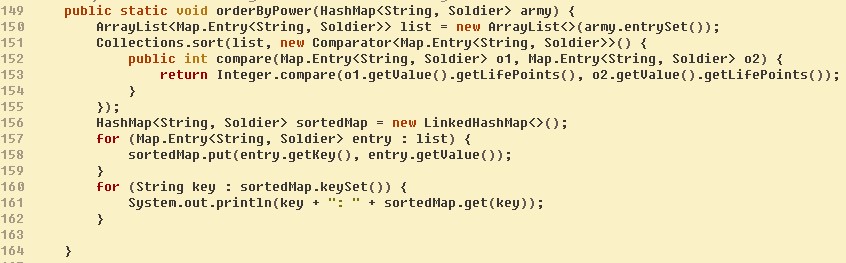 149 public static void orderByPower(HashMap<String, Soldier> army) {
150 ArrayList<Map.Entry<String, Soldier>> list = new ArrayList<>(army.entrySet());
151 Collections.sort(list, new Comparator<Map.Entry<String, Soldier>>() {
152 public int compare(Map.Entry<String, Soldier> o1, Map.Entry<String, Soldier> o2) {
153 return Integer.compare(o1.getValue().getLifePoints(), o2.getValue().getLifePoints());
154 }
155 });
156 HashMap<String, Soldier> sortedMap = new LinkedHashMap<>();
157 for (Map.Entry<String, Soldier> entry : list) {
158 sortedMap.put(entry.getKey(), entry.getValue());
159 }
160 for (String key : sortedMap.keySet()) {
161 System.out.println(key + ": " + sortedMap.get(key));
162 }
163
164 }